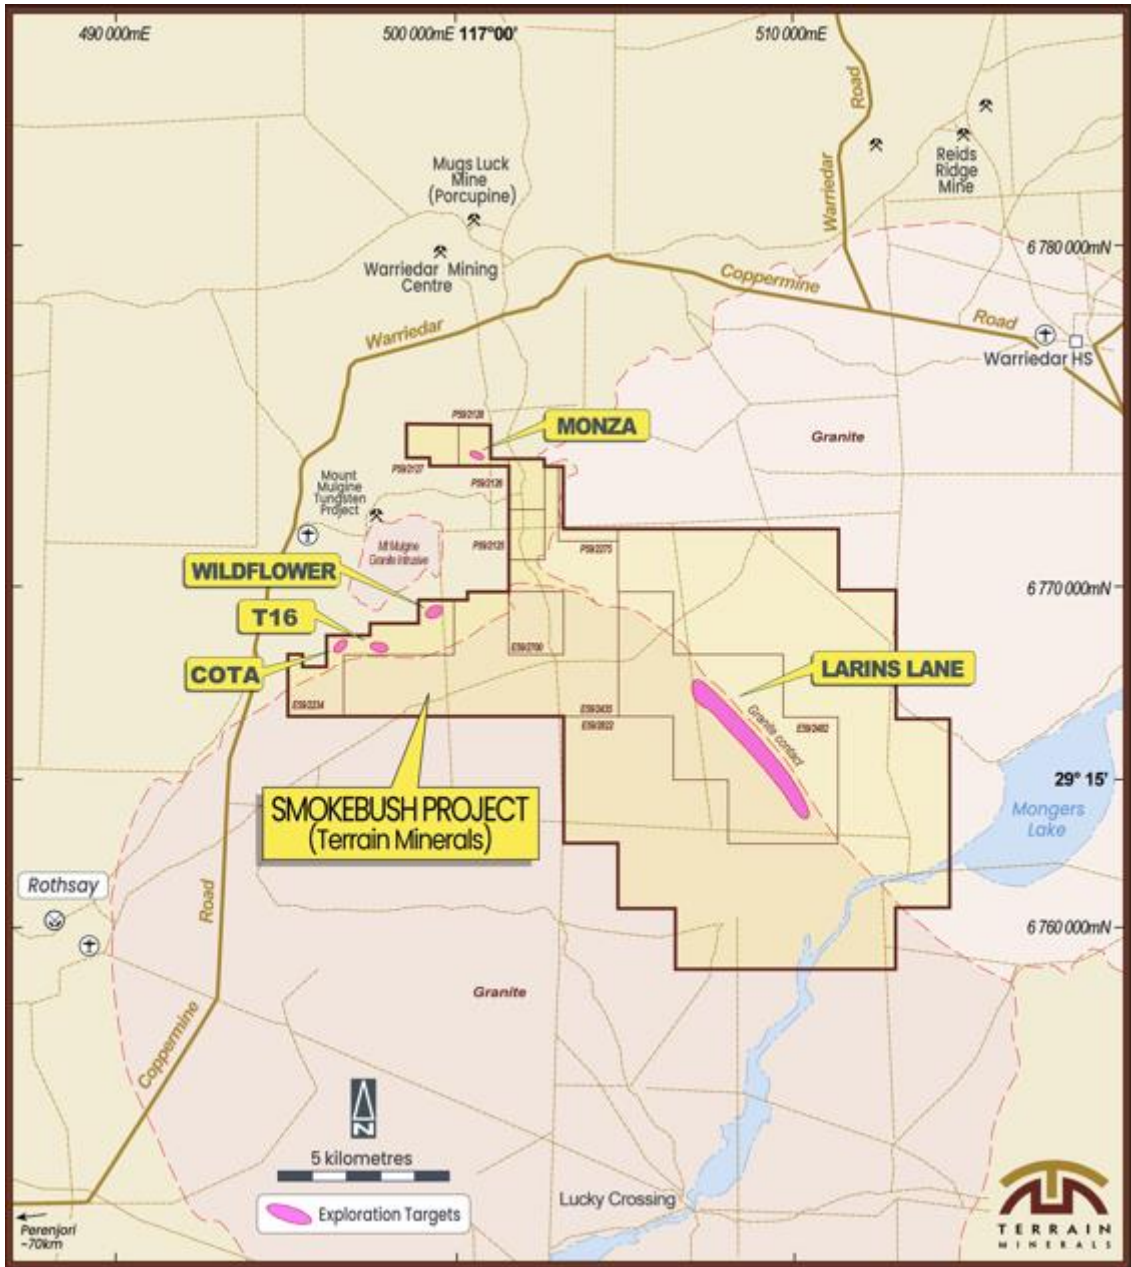 490 000mE
500 000mE 117°00'
510 000mE
Road
Warriedar
Reids
Ridge
Mine
Mugs Luck
Mine
(Porcupine)
6 780 000mN
Warriedar Mining
Centre
Coppermine
Road
Warriedar
Warriedar HS
P59/2128
MONZA
Granite
P59/2127
P59/2126
Mount
Mulgine
Tungsten
Project
Mt Mulgine
Granite Intrusive
P59/2125
P59/2275
WILDFLOWER
6 770 000mN
T16
E59/2700
COTA
LARINS LANE
E59/2234
E59/2435
E59/2822
Granite contact
E59/2482
29° 15'
SMOKEBUSH PROJECT
(Terrain Minerals)
Mongers
Lake
Rothsay
Road
6 760 000mN
Granite
Coppermine
N
5 kilometres
Lucky Crossing
Exploration Targets
Perenjori
~70km
TERRAIN
MINERALS